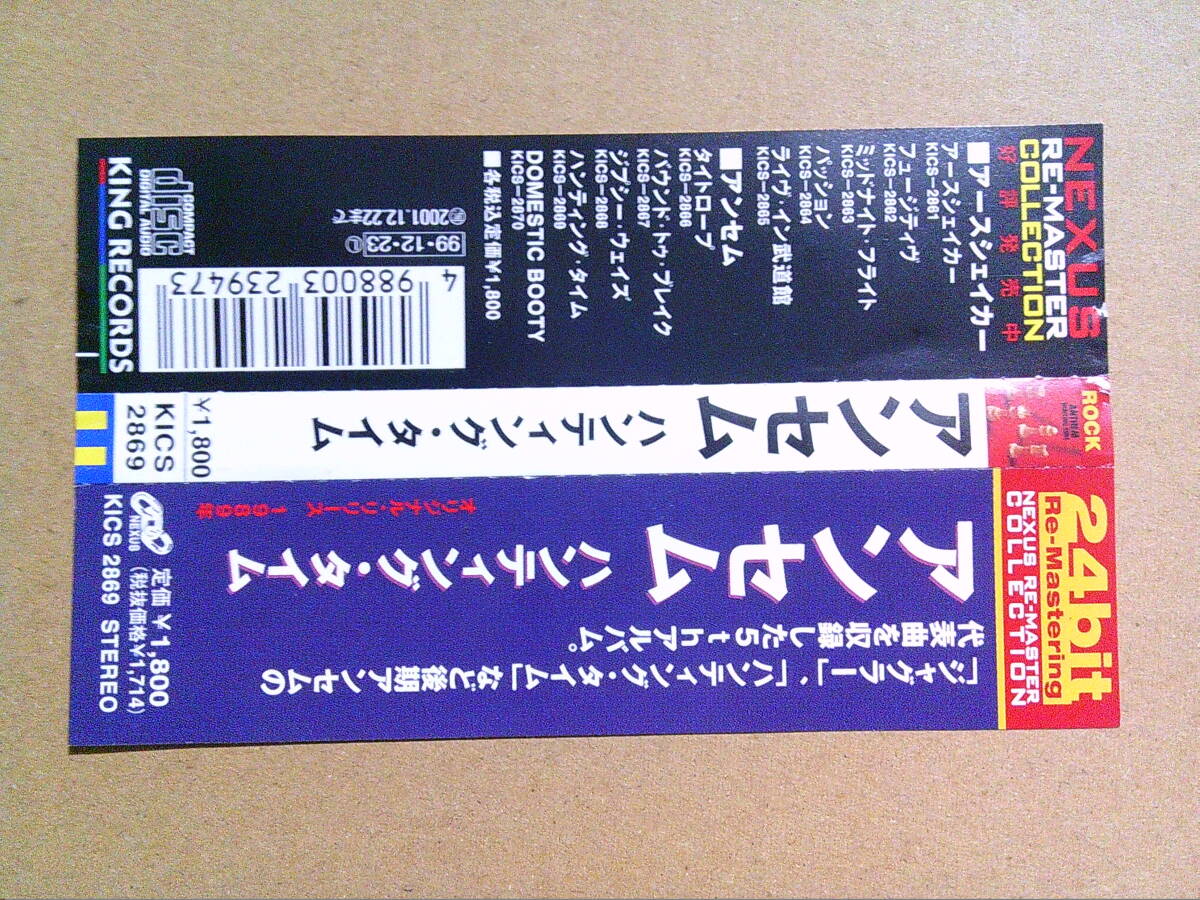 NEXUS
RE-MASTER
COLLECTION
好評発売中
■アースシェイカー
アースシェイカー
KICS-2861
フュージティヴ
KICS-2862
ミッドナイト・フライト
KICS-2863
パッション
KICS-2864
ライヴ・イン武道館
KICS-2865
■アンセム
タイトロープ
KICS-2866
バウンド・トゥ・ブレイク
KICS-2867
ジプシー・ウェイズ
KICS-2868
ハンティング・タイム
KICS-2869
DOMESTIC BOOTY
KICS-2870
■各税込定価¥1,800
99・12・23
2001.12.22まで
4 988003 239473
COMPACT
disc
DIGITAL AUDIO
KING RECORDS
ROCK
アンセム ハンティング・タイム
¥1,800
KICS
2869
24bit
Re-Mastering
NEXUS RE-MASTER
COLLECTION
「ジャグラー」、「ハンティング・タイム」など後期アンセムの
代表曲を収録した5thアルバム。
アンセム ハンティング・タイム
オリジナル・リリース 1989年
NEXUS
定価 ¥1,800
(税抜価格¥1,714)
KICS 2869 STEREO